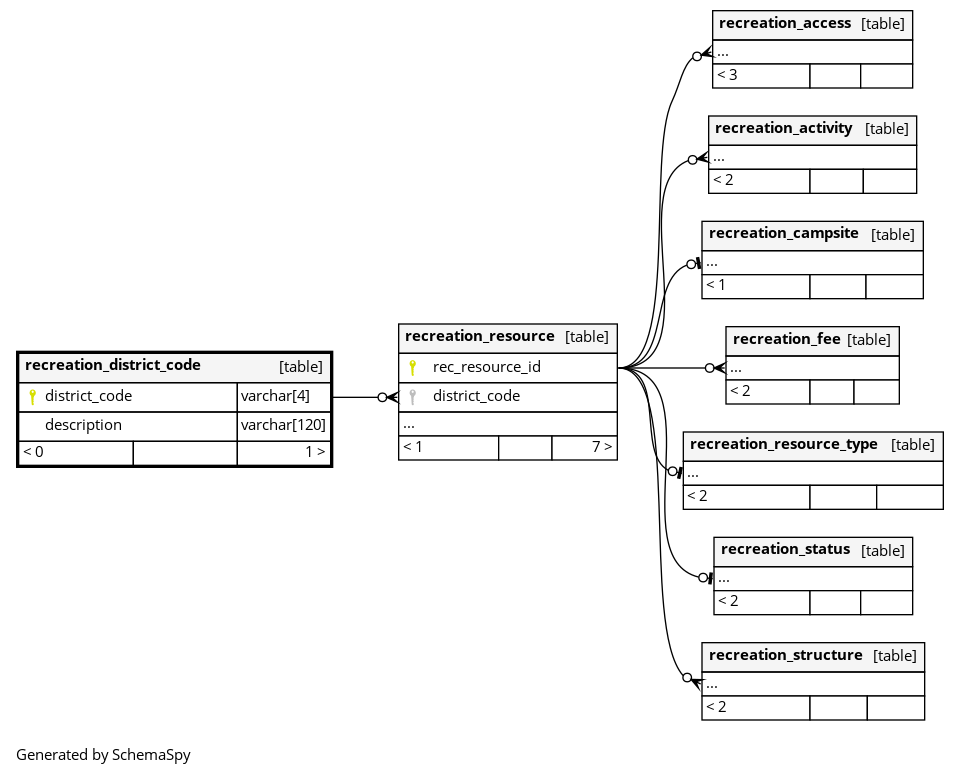 recreation_district_code [table]
district_code varchar[4]
description varchar[120]
< 0 1 >
recreation_resource [table]
rec_resource_id
district_code
...
< 1 7 >
recreation_access [table]
...
< 3
recreation_activity [table]
...
< 2
recreation_campsite [table]
...
< 1
recreation_fee [table]
...
< 2
recreation_resource_type [table]
...
< 2
recreation_status [table]
...
< 2
recreation_structure [table]
...
< 2
Generated by SchemaSpy